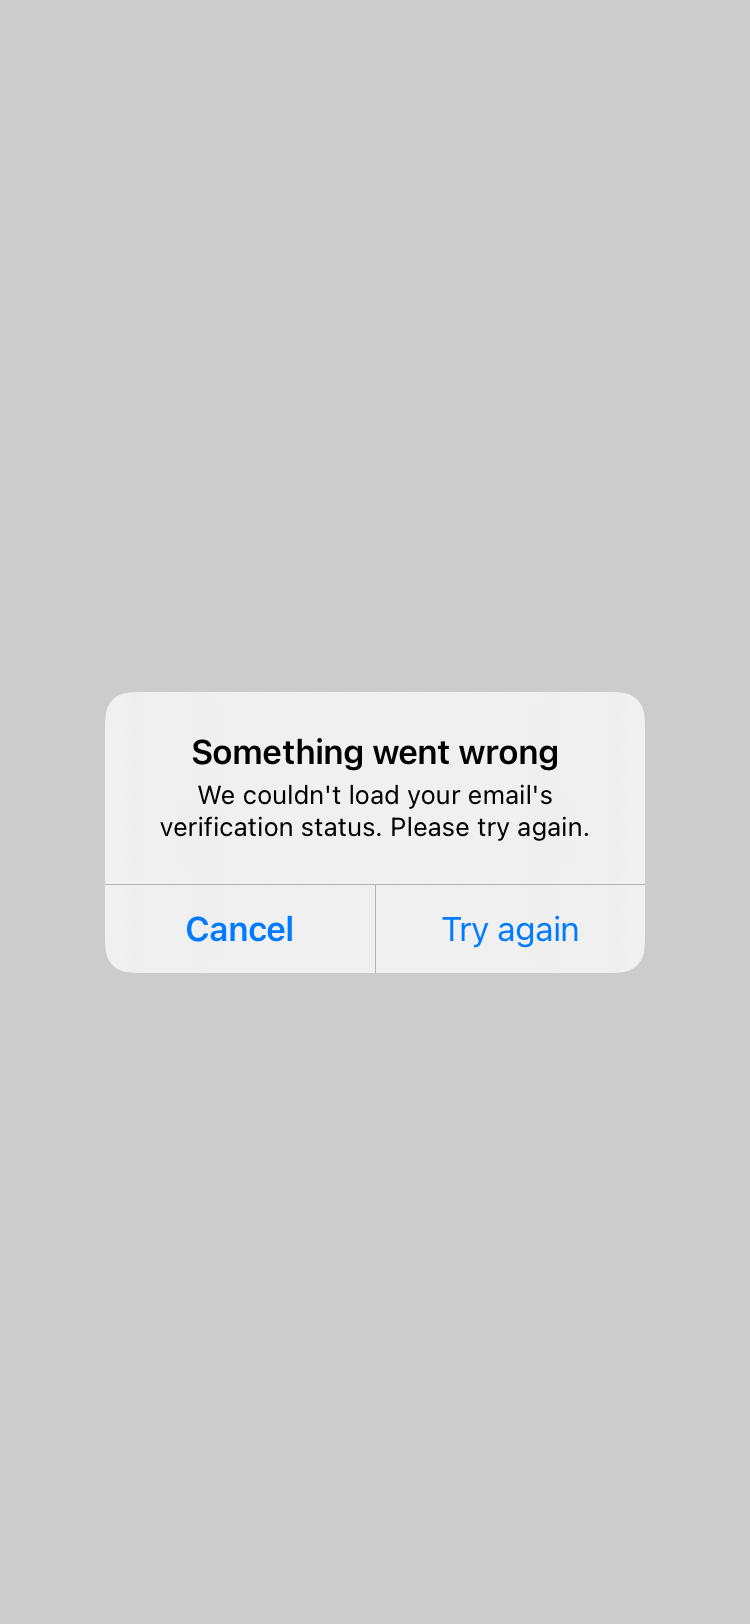 Something went wrong
We couldn't load your email's
verification status. Please try again.
Cancel
Try again